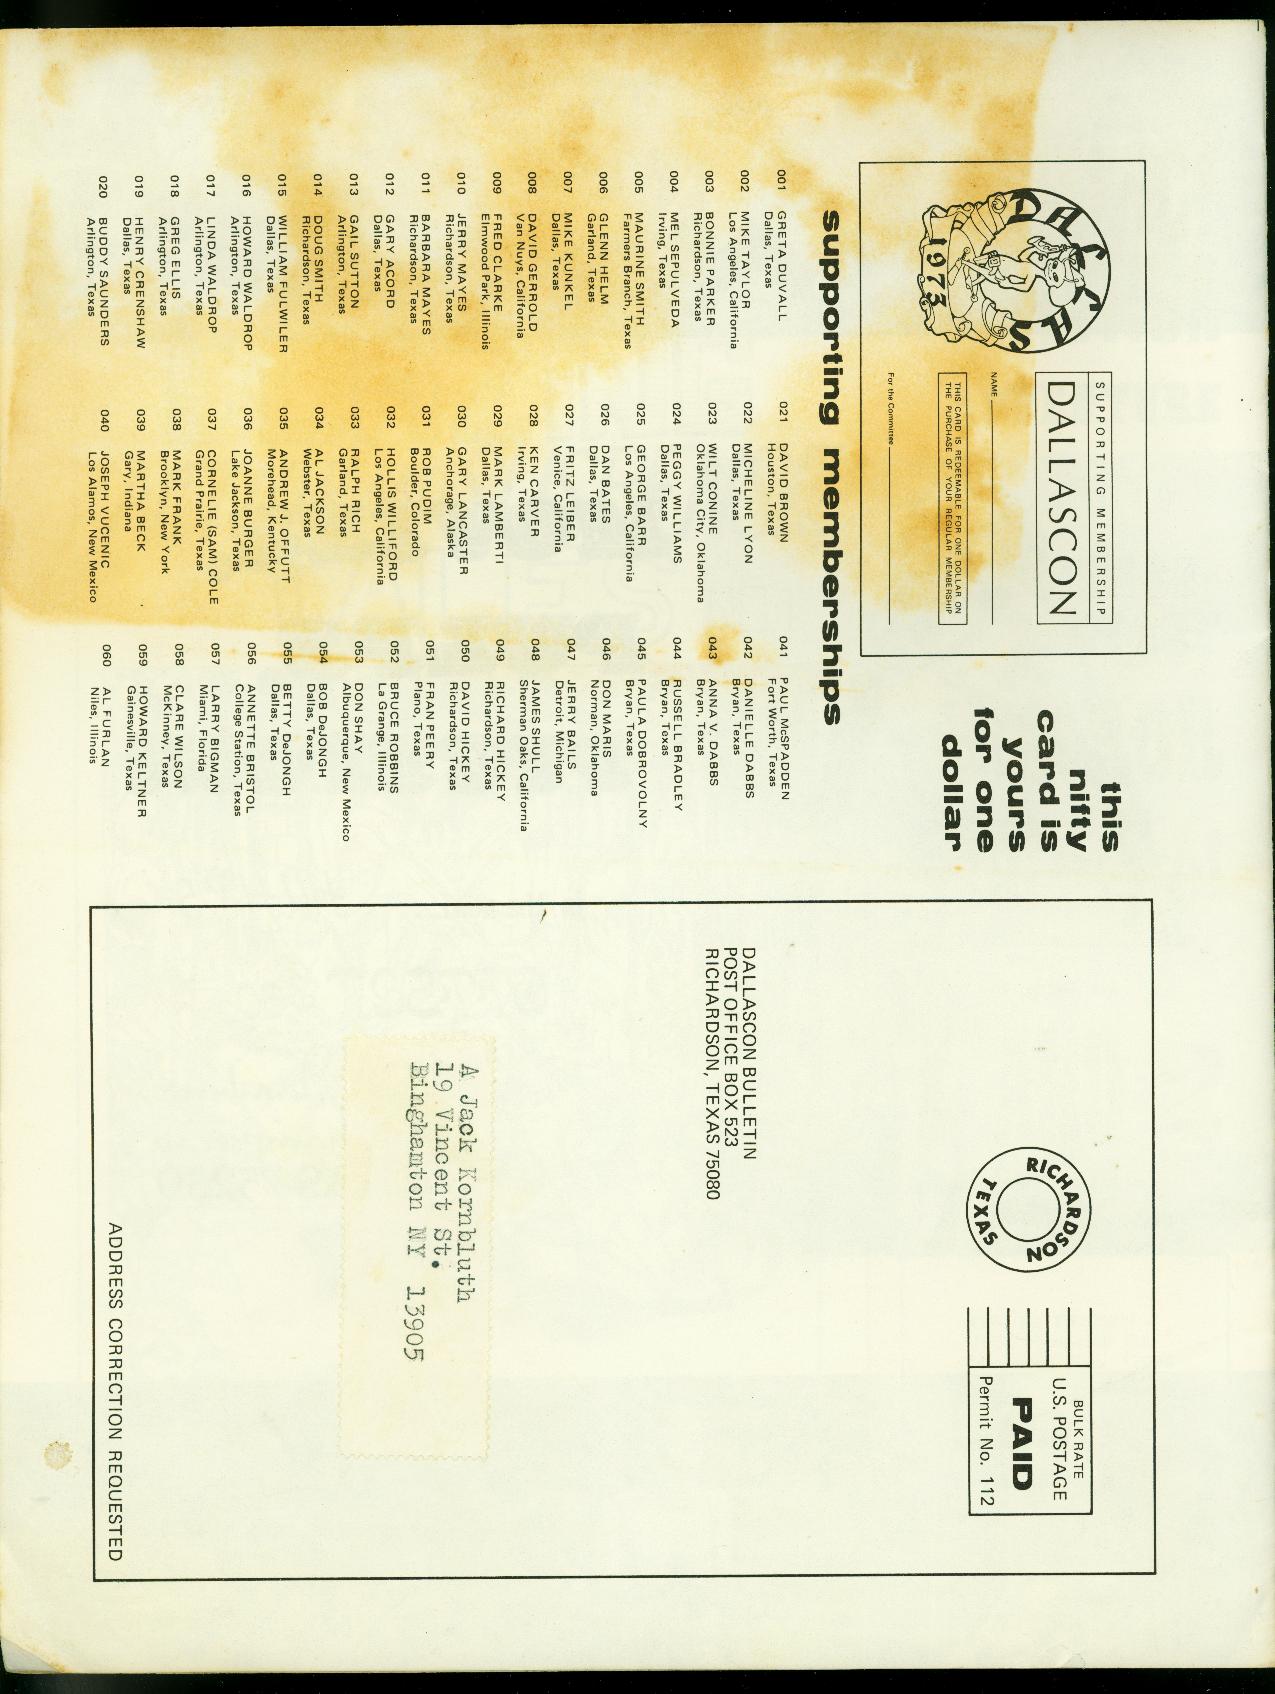 DALLAS
1973
SUPPORTING MEMBERSHIP
DALLASCON
NAME
THIS CARD IS REDEEMABLE FOR ONE DOLLAR ON
THE PURCHASE OF YOUR REGULAR MEMBERSHIP
For the Committee
this
nifty
card is
yours
for one
dollar
supporting memberships
001 GRETA DUVALL
Dallas, Texas
002 MIKE TAYLOR
Los Angeles, California
003 BONNIE PARKER
Richardson, Texas
004 MEL SEPULVEDA
Irving, Texas
005 MAURINE SMITH
Farmers Branch, Texas
006 GLENN HELM
Garland, Texas
007 MIKE KUNKEL
Dallas, Texas
008 DAVID GERROLD
Van Nuys, California
009 FRED CLARKE
Elmwood Park, Illinois
010 JERRY MAYES
Richardson, Texas
011 BARBARA MAYES
Richardson, Texas
012 GARY ACORD
Dallas, Texas
013 GAIL SUTTON
Arlington, Texas
014 DOUG SMITH
Richardson, Texas
015 WILLIAM FULWILER
Dallas, Texas
016 HOWARD WALDROP
Arlington, Texas
017 LINDA WALDROP
Arlington, Texas
018 GREG ELLIS
Arlington, Texas
019 HENRY CRENSHAW
Dallas, Texas
020 BUDDY SAUNDERS
Arlington, Texas
021 DAVID BROWN
Houston, Texas
022 MICHELINE LYON
Dallas, Texas
023 WILT CONINE
Oklahoma City, Oklahoma
024 PEGGY WILLIAMS
Dallas, Texas
025 GEORGE BARR
Los Angeles, California
026 DAN BATES
Dallas, Texas
027 FRITZ LEIBER
Venice, California
028 KEN CARVER
Irving, Texas
029 MARK LAMBERTI
Dallas, Texas
030 GARY LANCASTER
Anchorage, Alaska
031 ROB PUDIM
Boulder, Colorado
032 HOLLIS WILLIFORD
Los Angeles, California
033 RALPH RICH
Garland, Texas
034 AL JACKSON
Webster, Texas
035 ANDREW J. OFFUTT
Morehead, Kentucky
036 JOANNE BURGER
Lake Jackson, Texas
037 CORNELIE (SAM) COLE
Grand Prairie, Texas
038 MARK FRANK
Brooklyn, New York
039 MARTHA BECK
Gary, Indiana
040 JOSEPH VUCENIC
Los Alamos, New Mexico
041 PAUL McSPADDEN
Fort Worth, Texas
042 DANIELLE DABBS
Bryan, Texas
043 ANNA V. DABBS
Bryan, Texas
044 RUSSELL BRADLEY
Bryan, Texas
045 PAULA DOBROVOLNY
Bryan, Texas
046 DON MARIS
Norman, Oklahoma
047 JERRY BAILS
Detroit, Michigan
048 JAMES SHULL
Sherman Oaks, California
049 RICHARD HICKEY
Richardson, Texas
050 DAVID HICKEY
Richardson, Texas
051 FRAN PEERY
Plano, Texas
052 BRUCE ROBBINS
La Grange, Illinois
053 DON SHAY
Albuquerque, New Mexico
054 BOB DeJONGH
Dallas, Texas
055 BETTY DeJONGH
Dallas, Texas
056 ANNETTE BRISTOL
College Station, Texas
057 LARRY BIGMAN
Miami, Florida
058 CLARE WILSON
McKinney, Texas
059 HOWARD KELTNER
Gainesville, Texas
060 AL FURLAN
Niles, Illinois
DALLASCON BULLETIN
POST OFFICE BOX 523
RICHARDSON, TEXAS 75080
RICHARDSON
TEXAS
BULK RATE
U.S. POSTAGE
PAID
Permit No. 112
A Jack Kornbluth
19 Vincent St.
Binghamton NY 13905
ADDRESS CORRECTION REQUESTED